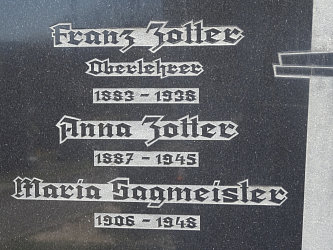 Franz Zotter
Oberlehrer
1883 - 1938
Anna Zotter
1887 - 1945
Maria Sagmeister
1906 - 1948